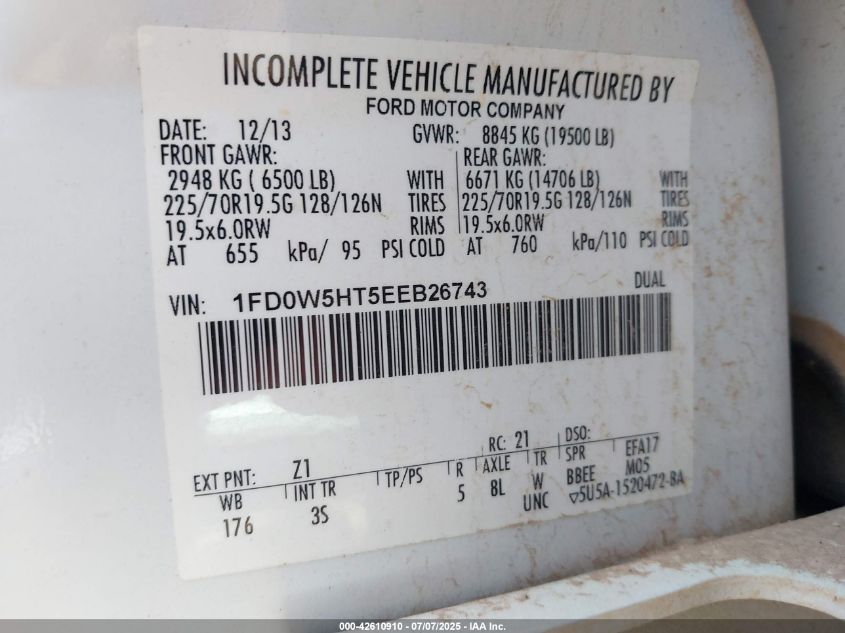 INCOMPLETE VEHICLE MANUFACTURED BY
FORD MOTOR COMPANY
DATE: 12/13 GVWR: 8845 KG (19500 LB)
FRONT GAWR: REAR GAWR:
2948 KG ( 6500 LB) WITH 6671 KG (14706 LB) WITH
225/70R19.5G 128/126N TIRES 225/70R19.5G 128/126N TIRES
19.5x6.0RW RIMS 19.5x6.0RW RIMS
AT 655 kPa/ 95 PSI COLD AT 760 kPa/110 PSI COLD
VIN: 1FD0W5HT5EEB26743 DUAL
EXT PNT: Z1 RC: 21 DSO:
WB INT TR TP/PS R AXLE TR SPR EFA17
176 3S 5 8L W BBEE M05
UNC ▽5U5A-1520472-BA
000-42610910 - 07/07/2025 - IAA Inc.